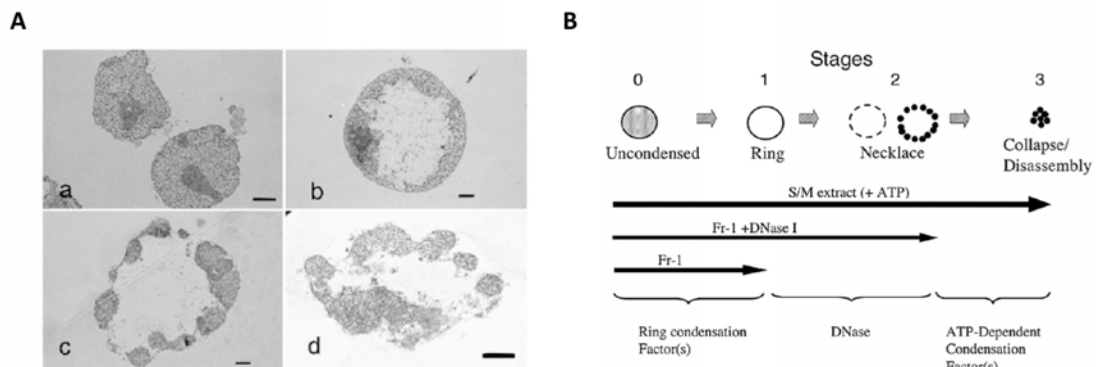 A
a
b
c
d
B
Stages
0 1 2 3
Uncondensed Ring Necklace Collapse/
Disassembly
S/M extract (+ ATP)
Fr-1 +DNase I
Fr-1
Ring condensation DNase ATP-Dependent
Factor(s) Condensation
Factor(s)